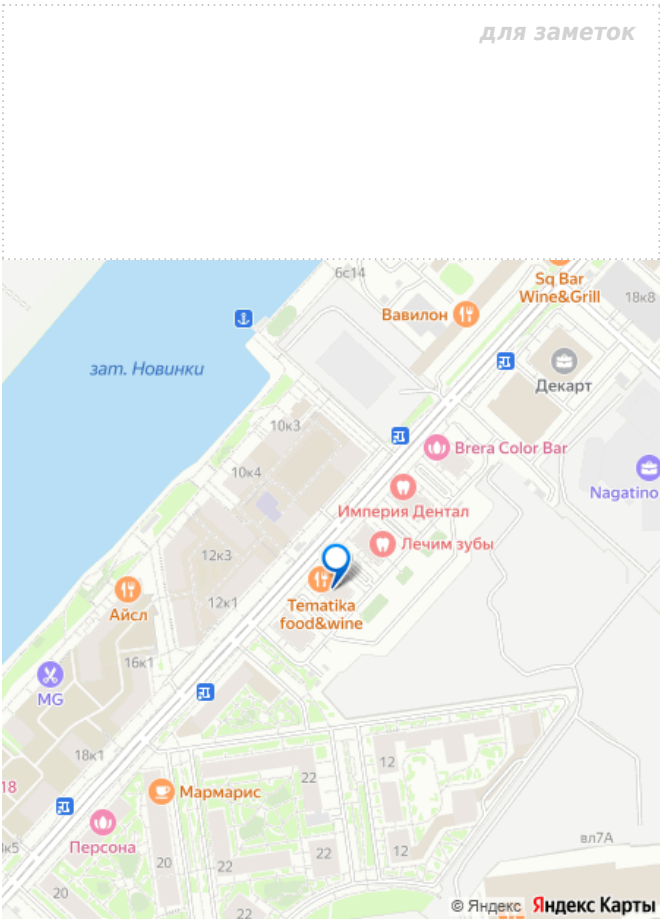 для заметок
6с14
Sq Bar
Wine&Grill
18к8
Вавилон
зат. Новинки
Декарт
10к3
Brera Color Bar
10к4
Nagatino
Империя Дентал
12к3
Лечим зубы
12к1
Tematika
food&wine
Айсл
16к1
MG
18к1
22
12
18
Мармарис
Персона
вл7А
к5
20
22
22
12
20
22
© Яндекс Яндекс Карты